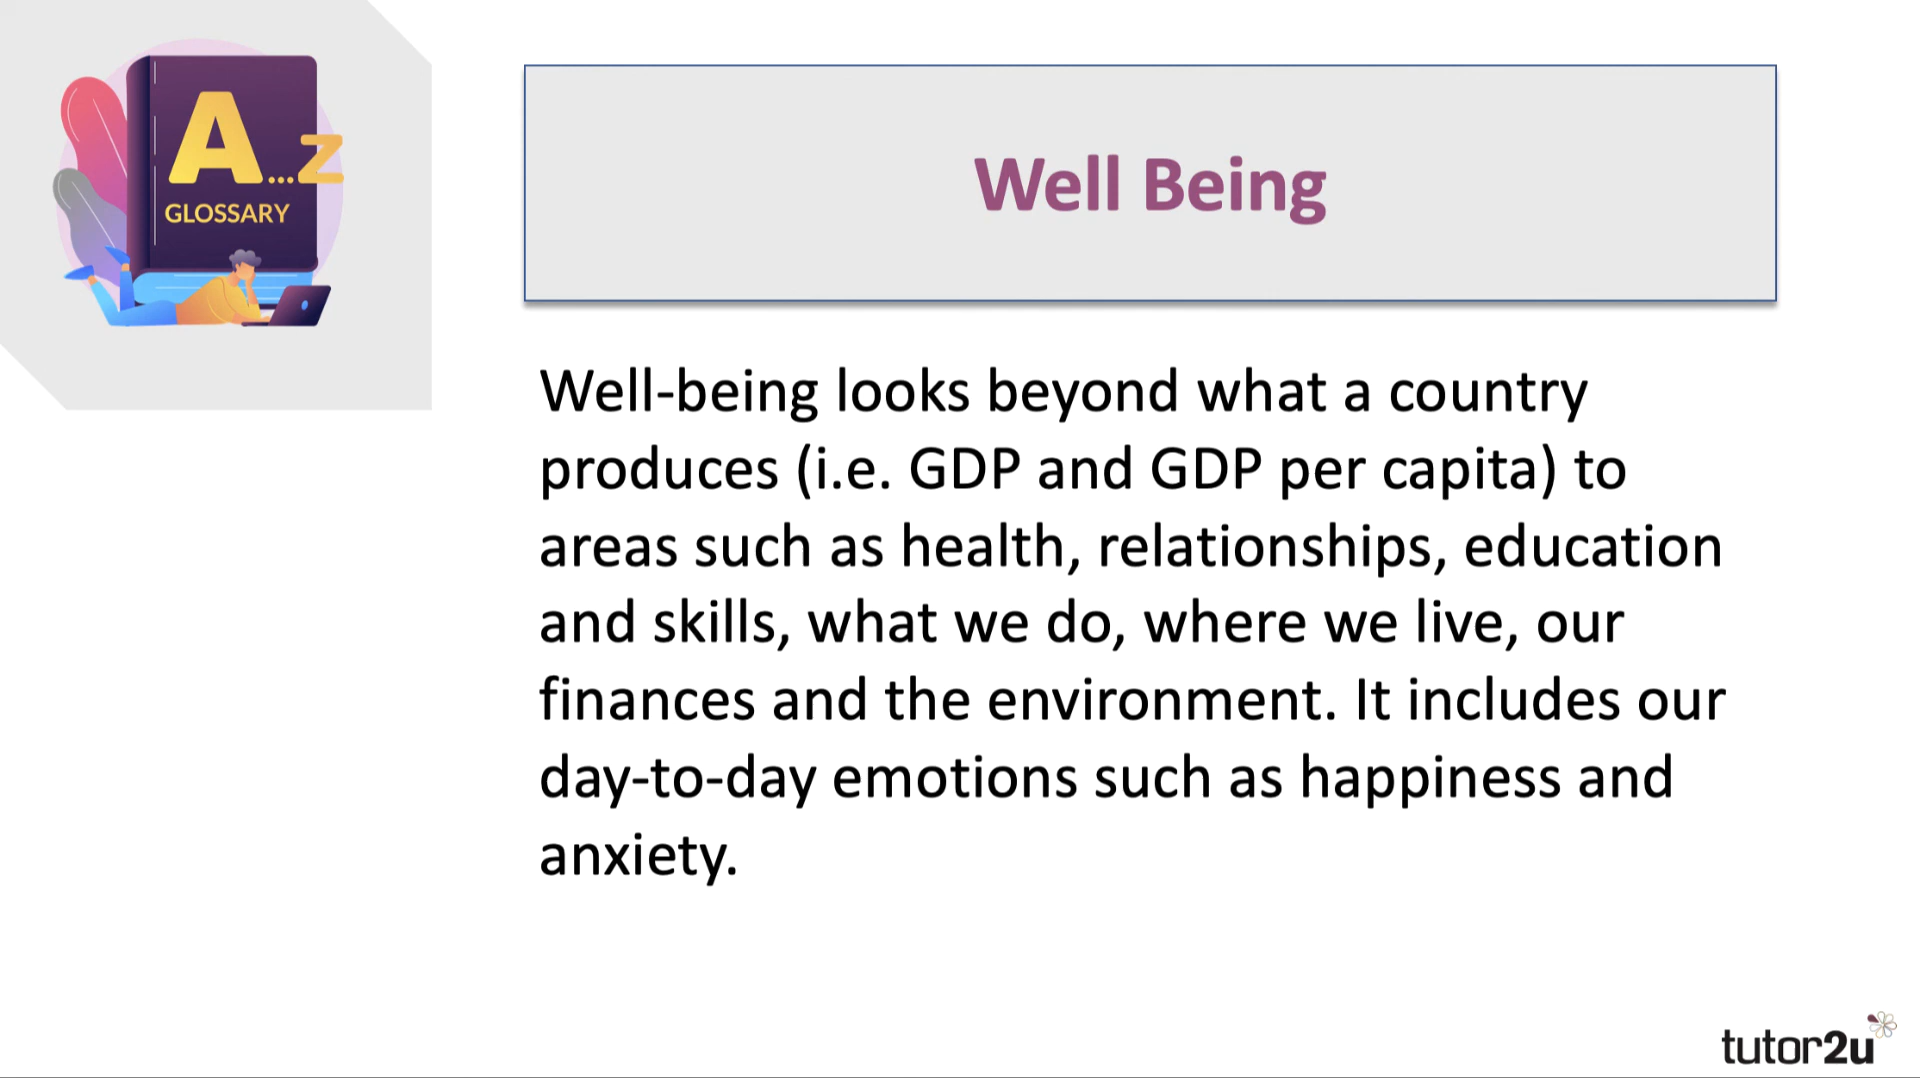 A...Z
GLOSSARY
Well Being
Well-being looks beyond what a country
produces (i.e. GDP and GDP per capita) to
areas such as health, relationships, education
and skills, what we do, where we live, our
finances and the environment. It includes our
day-to-day emotions such as happiness and
anxiety.
tutor2u